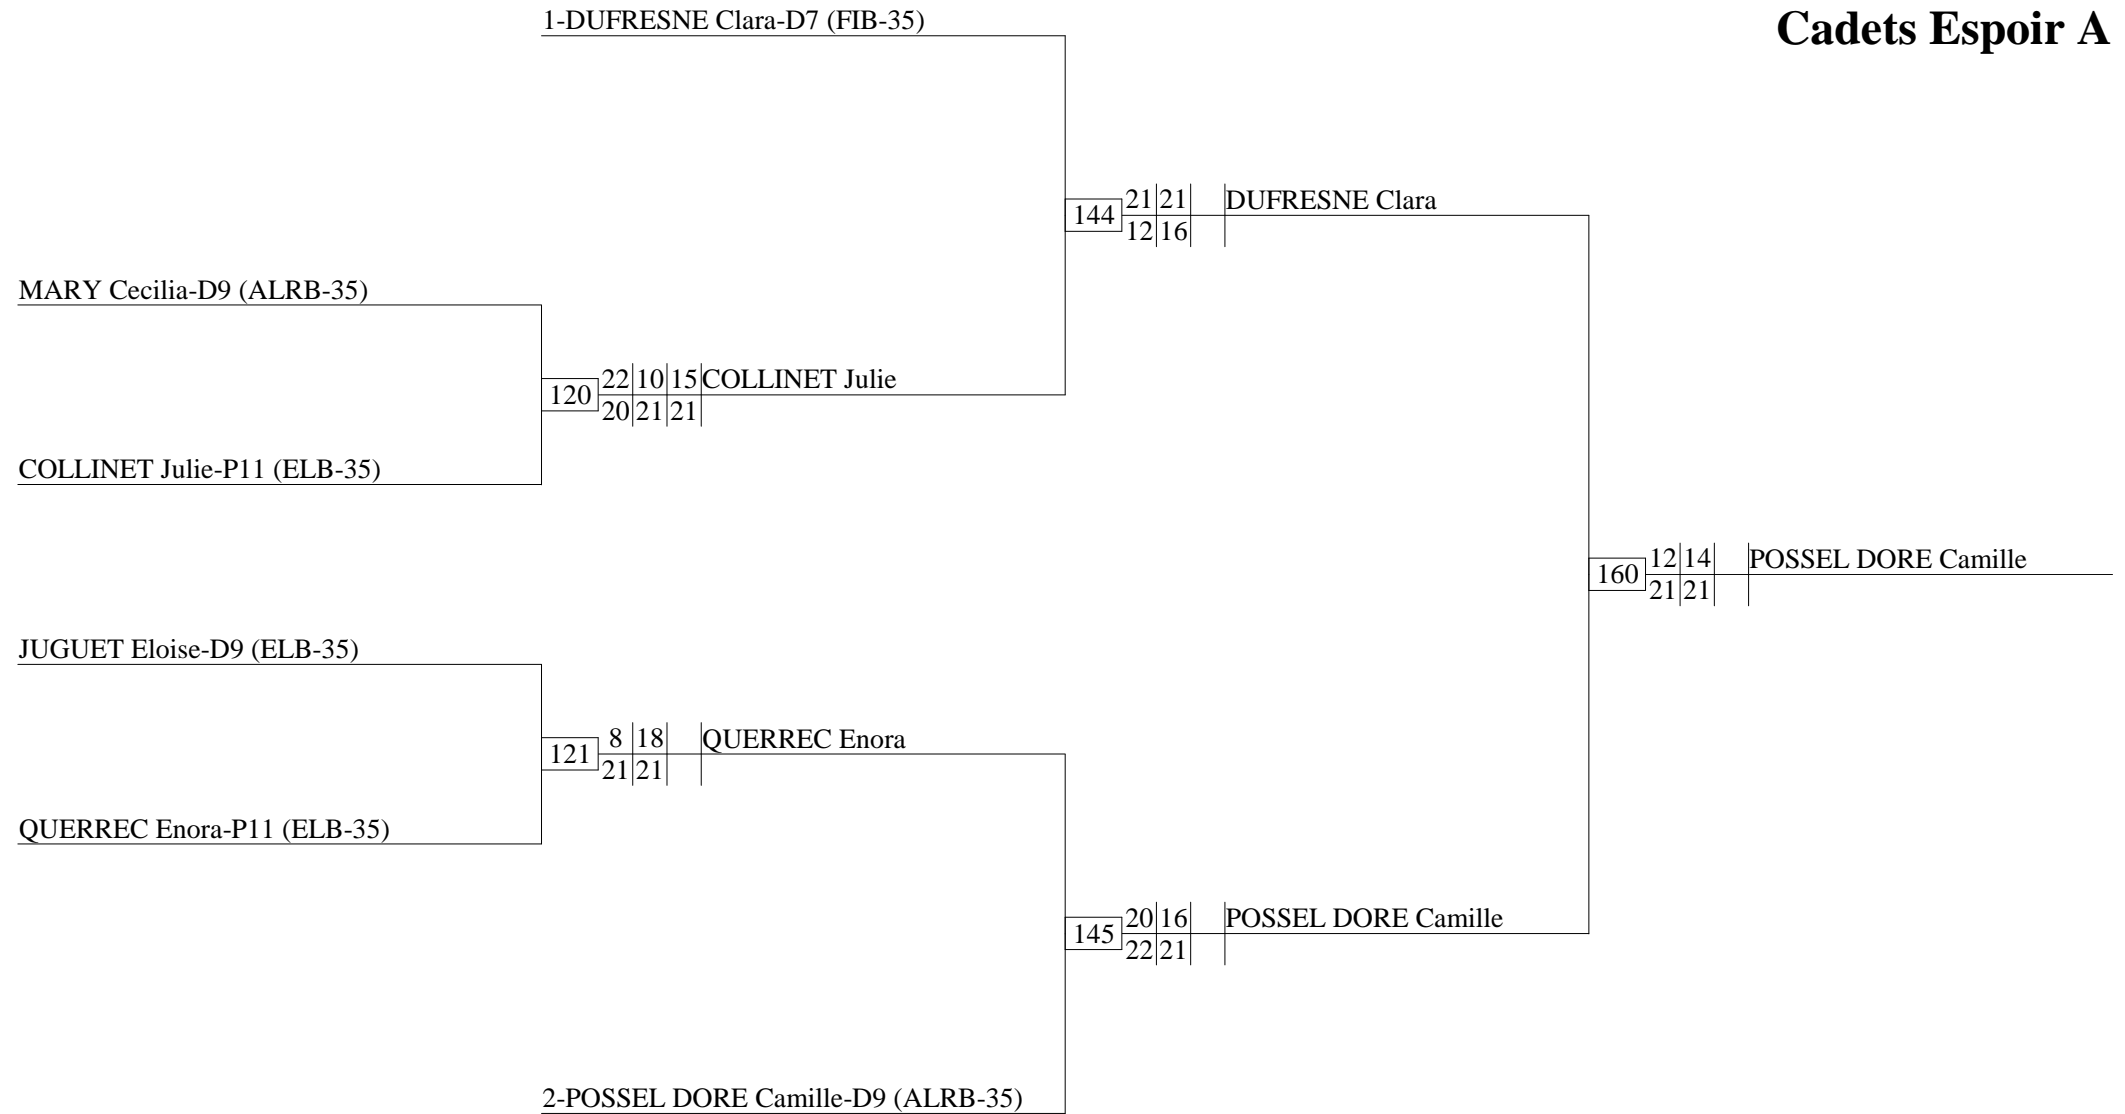 1-DUFRESNE Clara-D7 (FIB-35)
Cadets Espoir A
144 21 21 DUFRESNE Clara
12 16
MARY Cecilia-D9 (ALRB-35)
120 22 10 15 COLLINET Julie
20 21 21
COLLINET Julie-P11 (ELB-35)
160 12 14 POSSEL DORE Camille
21 21
JUGUET Eloise-D9 (ELB-35)
121 8 18 QUERREC Enora
21 21
QUERREC Enora-P11 (ELB-35)
145 20 16 POSSEL DORE Camille
22 21
2-POSSEL DORE Camille-D9 (ALRB-35)